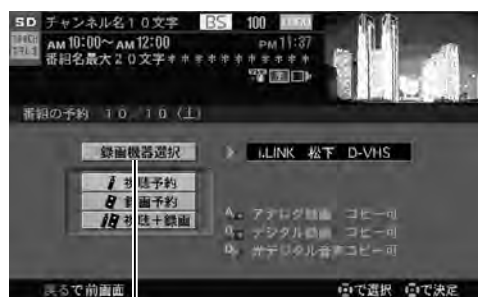 SD チャンネル名10文字 BS 100
AM 10:00~AM 12:00 PM 11:37
番組名最大20文字**********
番組の予約 10/10(土)
録画機器選択 i.LINK 松下 D-VHS
視聴予約
録画予約
視聴+録画
アナログ録画 コピー可
デジタル録画 コピー可
光デジタル音声コピー可
戻るで前画面 で選択 で決定